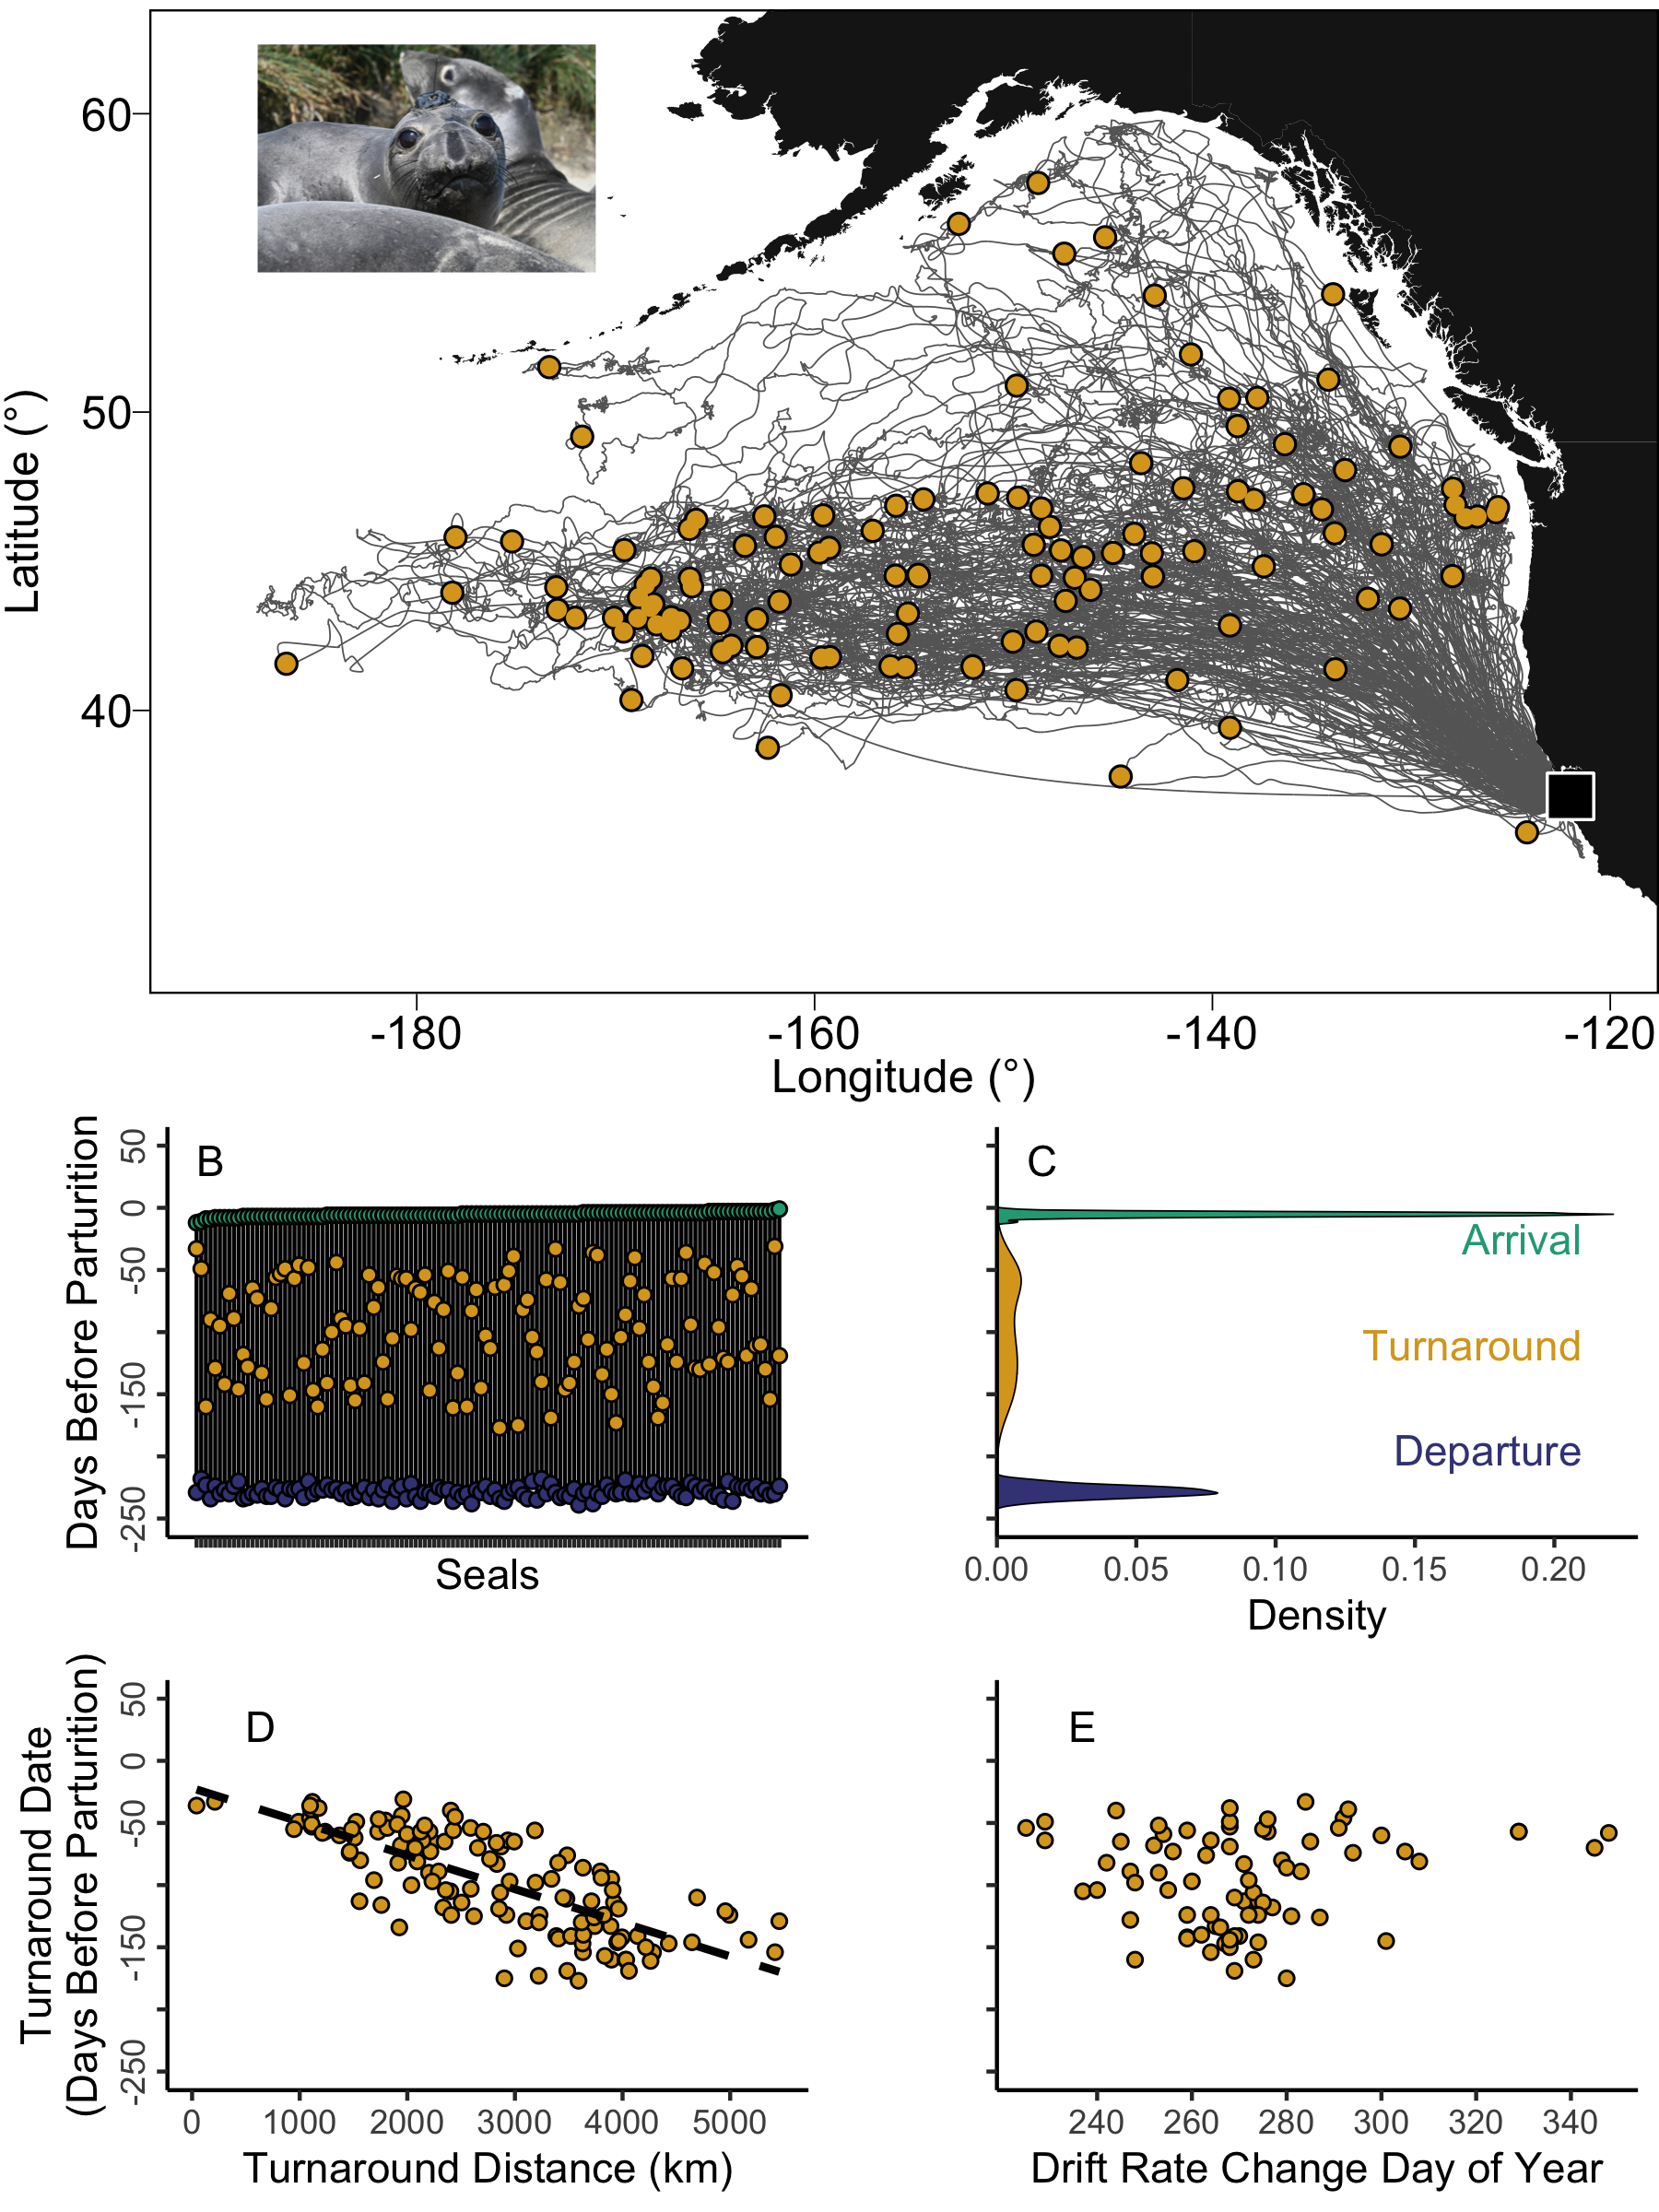 60
50
40
Latitude (°)
-180
-160
-140
-120
Longitude (°)
B
50
0
-50
-150
-250
Days Before Parturition
Seals
C
Arrival
Turnaround
Departure
0.00
0.05
0.10
0.15
0.20
Density
D
50
0
-50
-150
-250
Turnaround Date
(Days Before Parturition)
0
1000
2000
3000
4000
5000
Turnaround Distance (km)
E
240
260
280
300
320
340
Drift Rate Change Day of Year